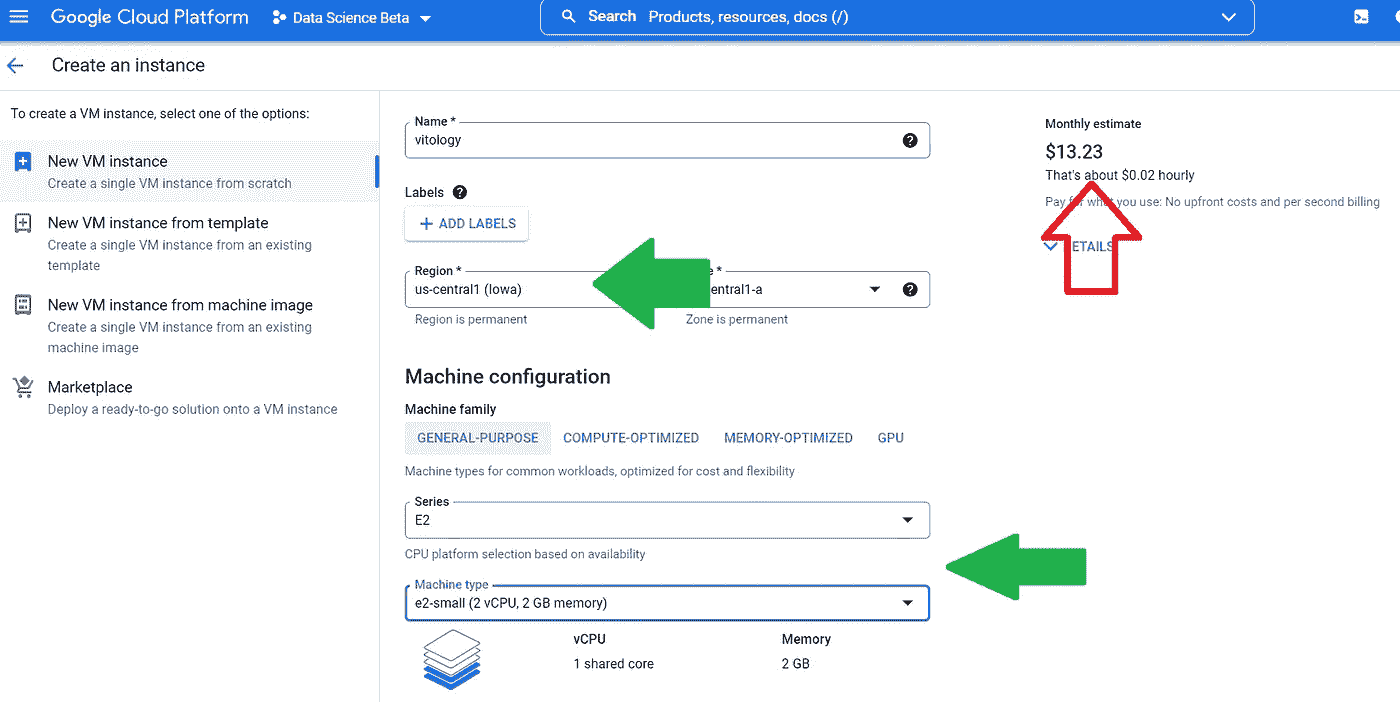 Google Cloud Platform Data Science Beta Search Products, resources, docs (/)
Create an instance
To create a VM instance, select one of the options:
New VM instance
Create a single VM instance from scratch
New VM instance from template
Create a single VM instance from an existing
template
New VM instance from machine image
Create a single VM instance from an existing
machine image
Marketplace
Deploy a ready-to-go solution onto a VM instance
Name *
vitology
Labels
+ ADD LABELS
Region *
us-central1 (Iowa)
entral1-a
Region is permanent
Zone is permanent
Machine configuration
Machine family
GENERAL-PURPOSE COMPUTE-OPTIMIZED MEMORY-OPTIMIZED GPU
Machine types for common workloads, optimized for cost and flexibility
Series
E2
CPU platform selection based on availability
Machine type
e2-small (2 vCPU, 2 GB memory)
vCPU Memory
1 shared core 2 GB
Monthly estimate
$13.23
That's about $0.02 hourly
Pay for what you use: No upfront costs and per second billing
ETAILS